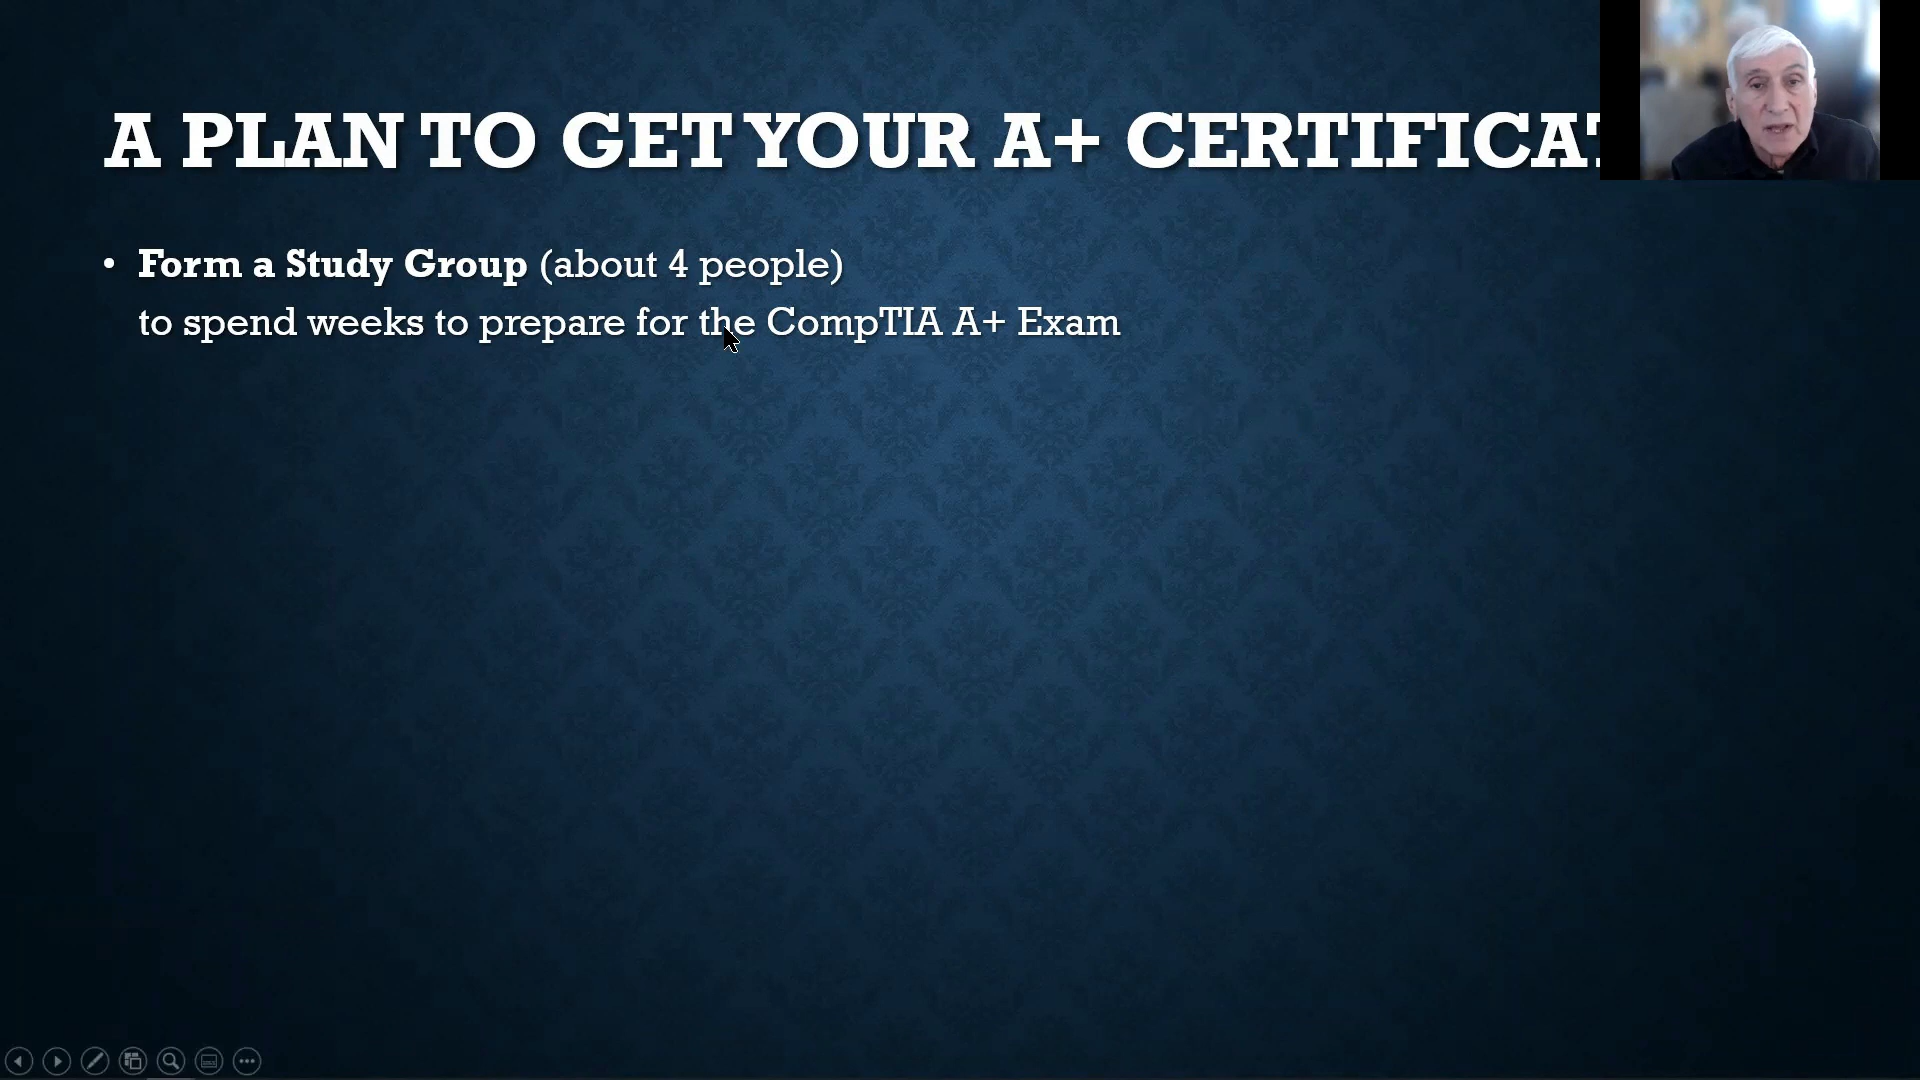 A PLAN TO GET YOUR A+ CERTIFICAT
• Form a Study Group (about 4 people)
to spend weeks to prepare for the CompTIA A+ Exam